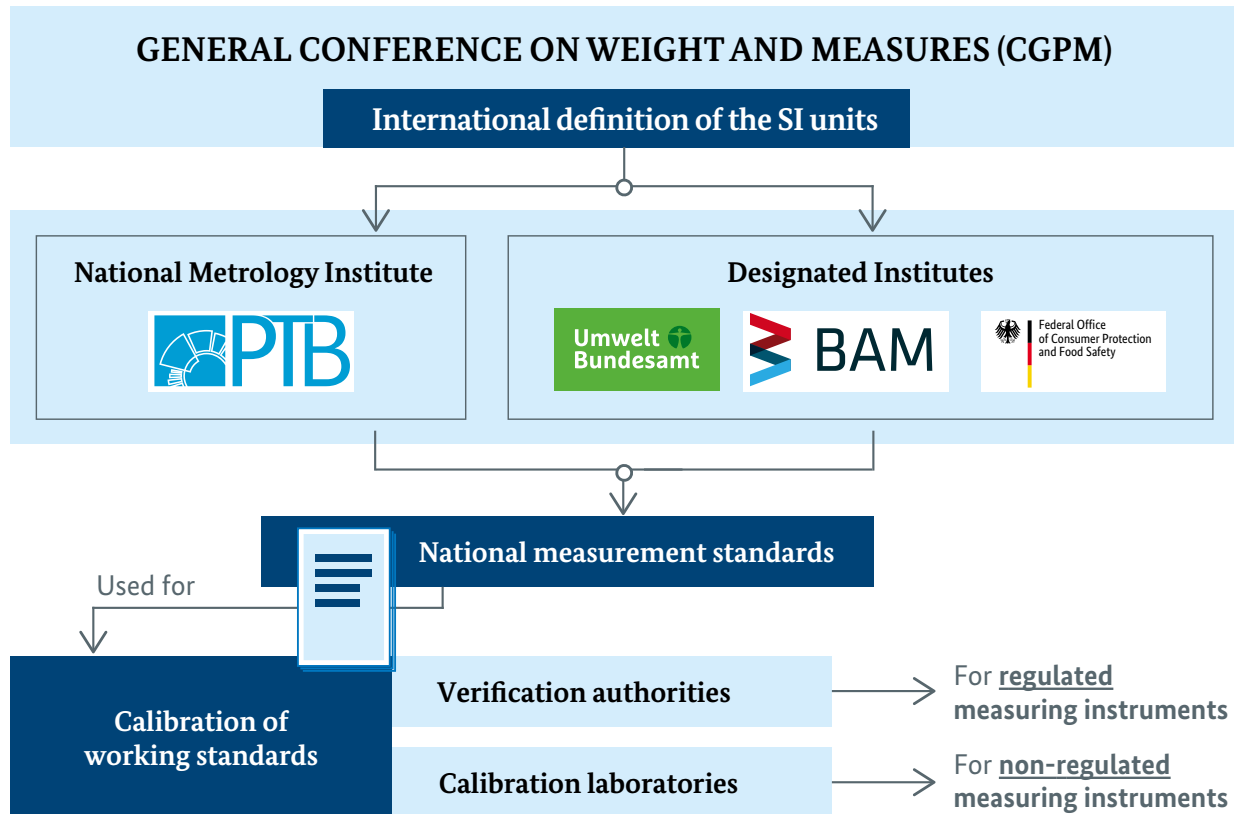 GENERAL CONFERENCE ON WEIGHT AND MEASURES (CGPM)
International definition of the SI units
National Metrology Institute
PTB
Designated Institutes
Umwelt
Bundesamt
BAM
Federal Office
of Consumer Protection
and Food Safety
National measurement standards
Used for
Calibration of
working standards
Verification authorities
For regulated
measuring instruments
Calibration laboratories
For non-regulated
measuring instruments